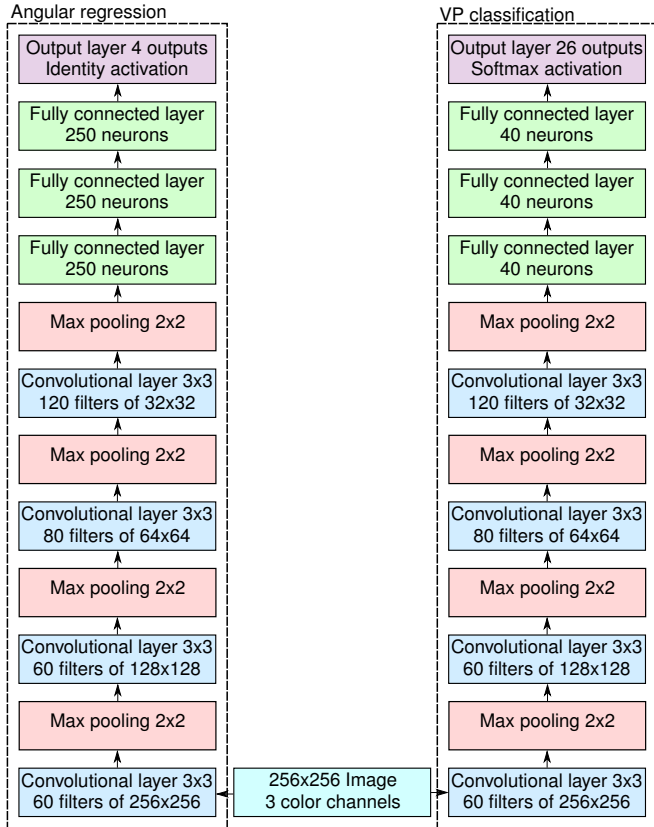 Angular regression
Output layer 4 outputs
Identity activation
Fully connected layer
250 neurons
Fully connected layer
250 neurons
Fully connected layer
250 neurons
Max pooling 2x2
Convolutional layer 3x3
120 filters of 32x32
Max pooling 2x2
Convolutional layer 3x3
80 filters of 64x64
Max pooling 2x2
Convolutional layer 3x3
60 filters of 128x128
Max pooling 2x2
Convolutional layer 3x3
60 filters of 256x256
256x256 Image
3 color channels
VP classification
Output layer 26 outputs
Softmax activation
Fully connected layer
40 neurons
Fully connected layer
40 neurons
Fully connected layer
40 neurons
Max pooling 2x2
Convolutional layer 3x3
120 filters of 32x32
Max pooling 2x2
Convolutional layer 3x3
80 filters of 64x64
Max pooling 2x2
Convolutional layer 3x3
60 filters of 128x128
Max pooling 2x2
Convolutional layer 3x3
60 filters of 256x256